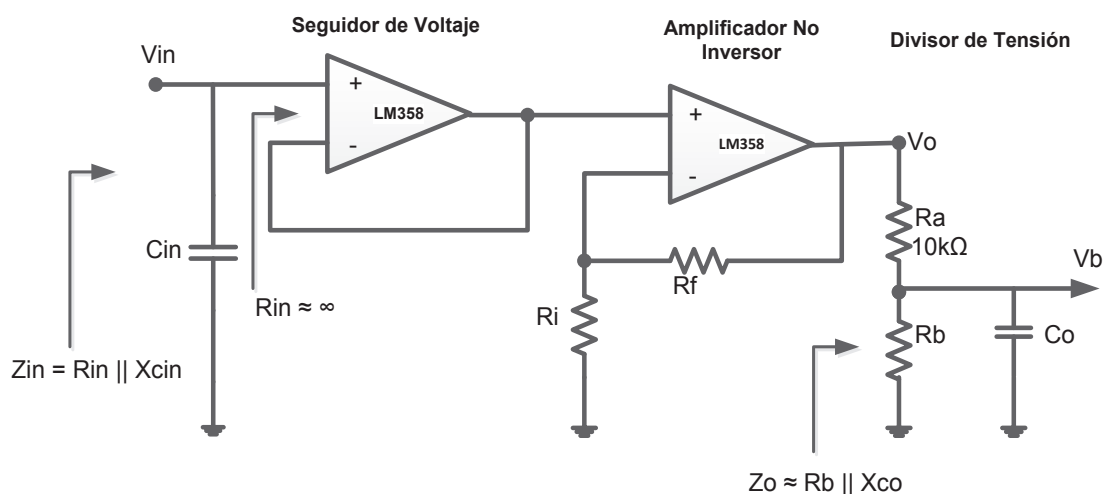 Seguidor de Voltaje
Amplificador No
Inversor
Divisor de Tensión
Vin
+
LM358
-
+
LM358
-
Vo
Ra
10kΩ
Vb
Cin
Rin ≈ ∞
Rf
Ri
Rb
Co
Zin = Rin || Xcin
Zo ≈ Rb || Xco